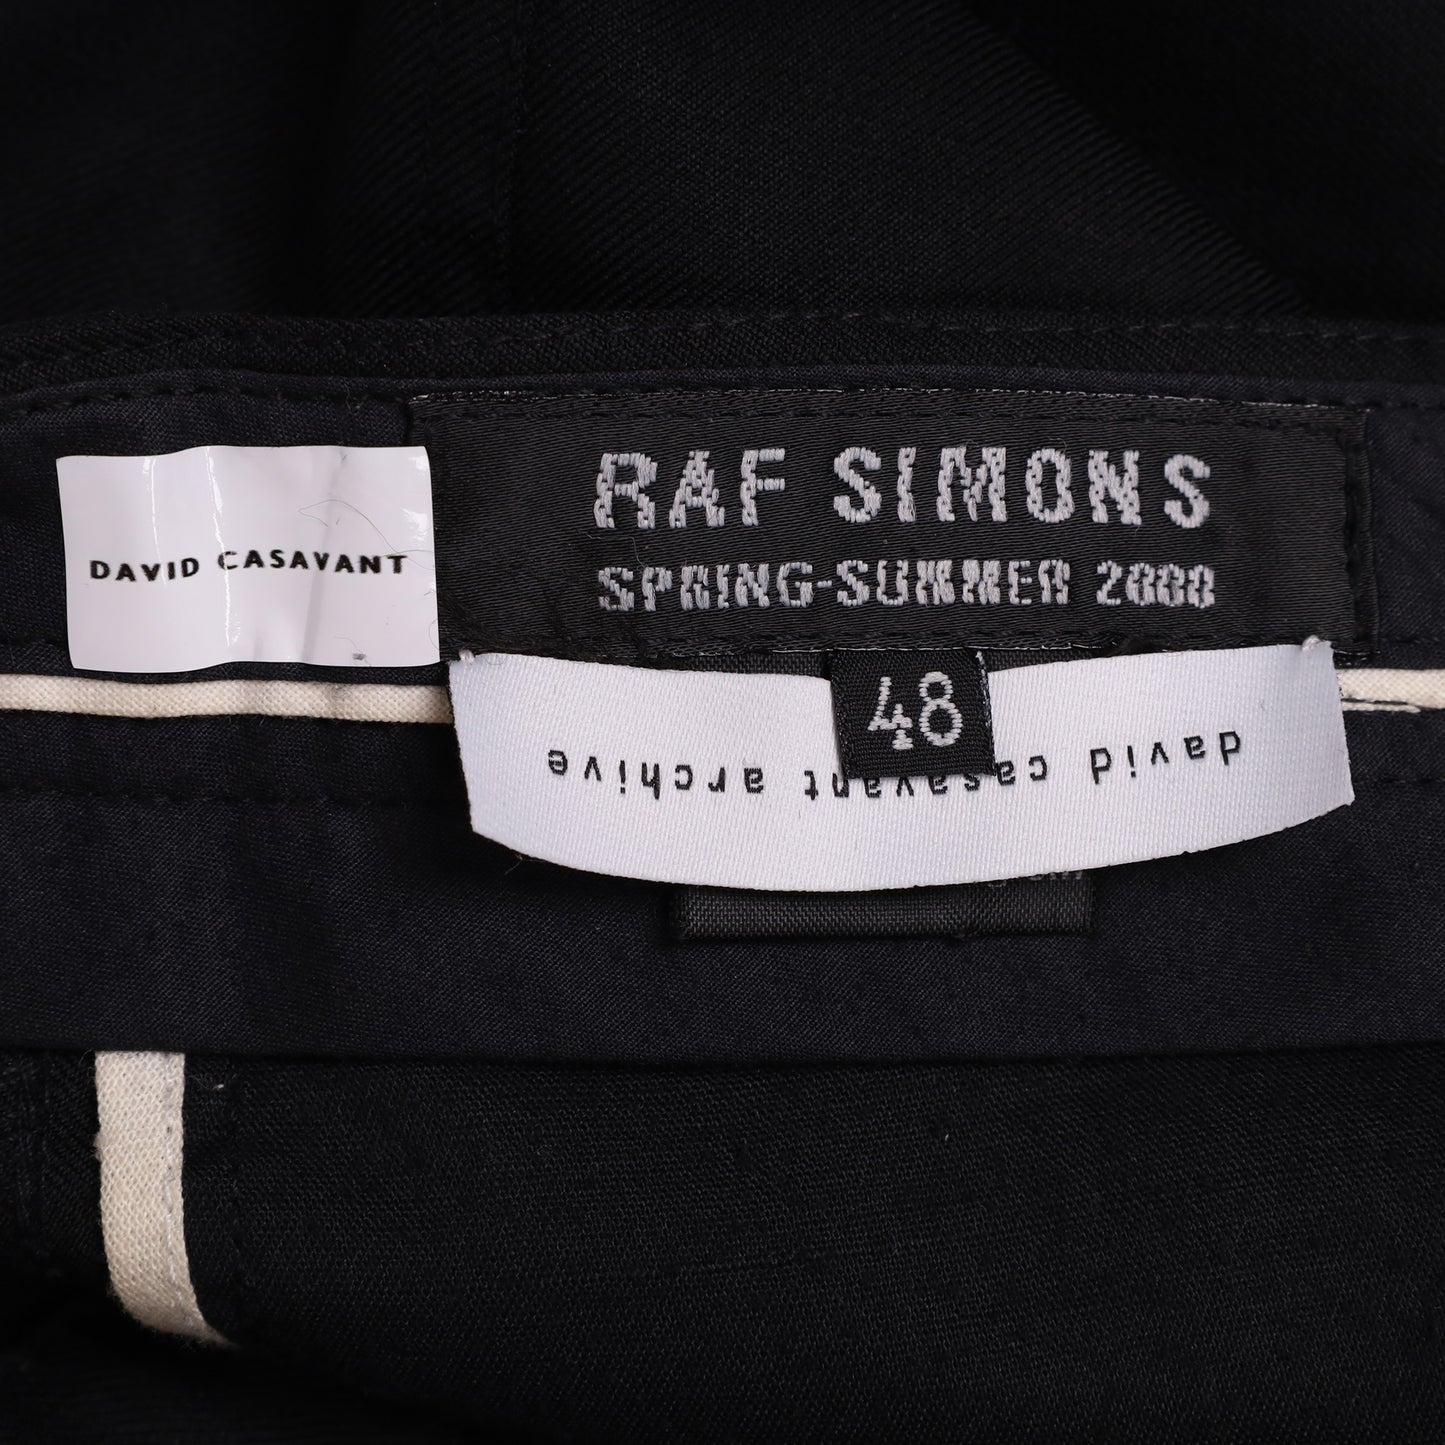 RAF SIMONS
SPRING-SUMMER 2000
DAVID CASAVANT
48
david casavant archive